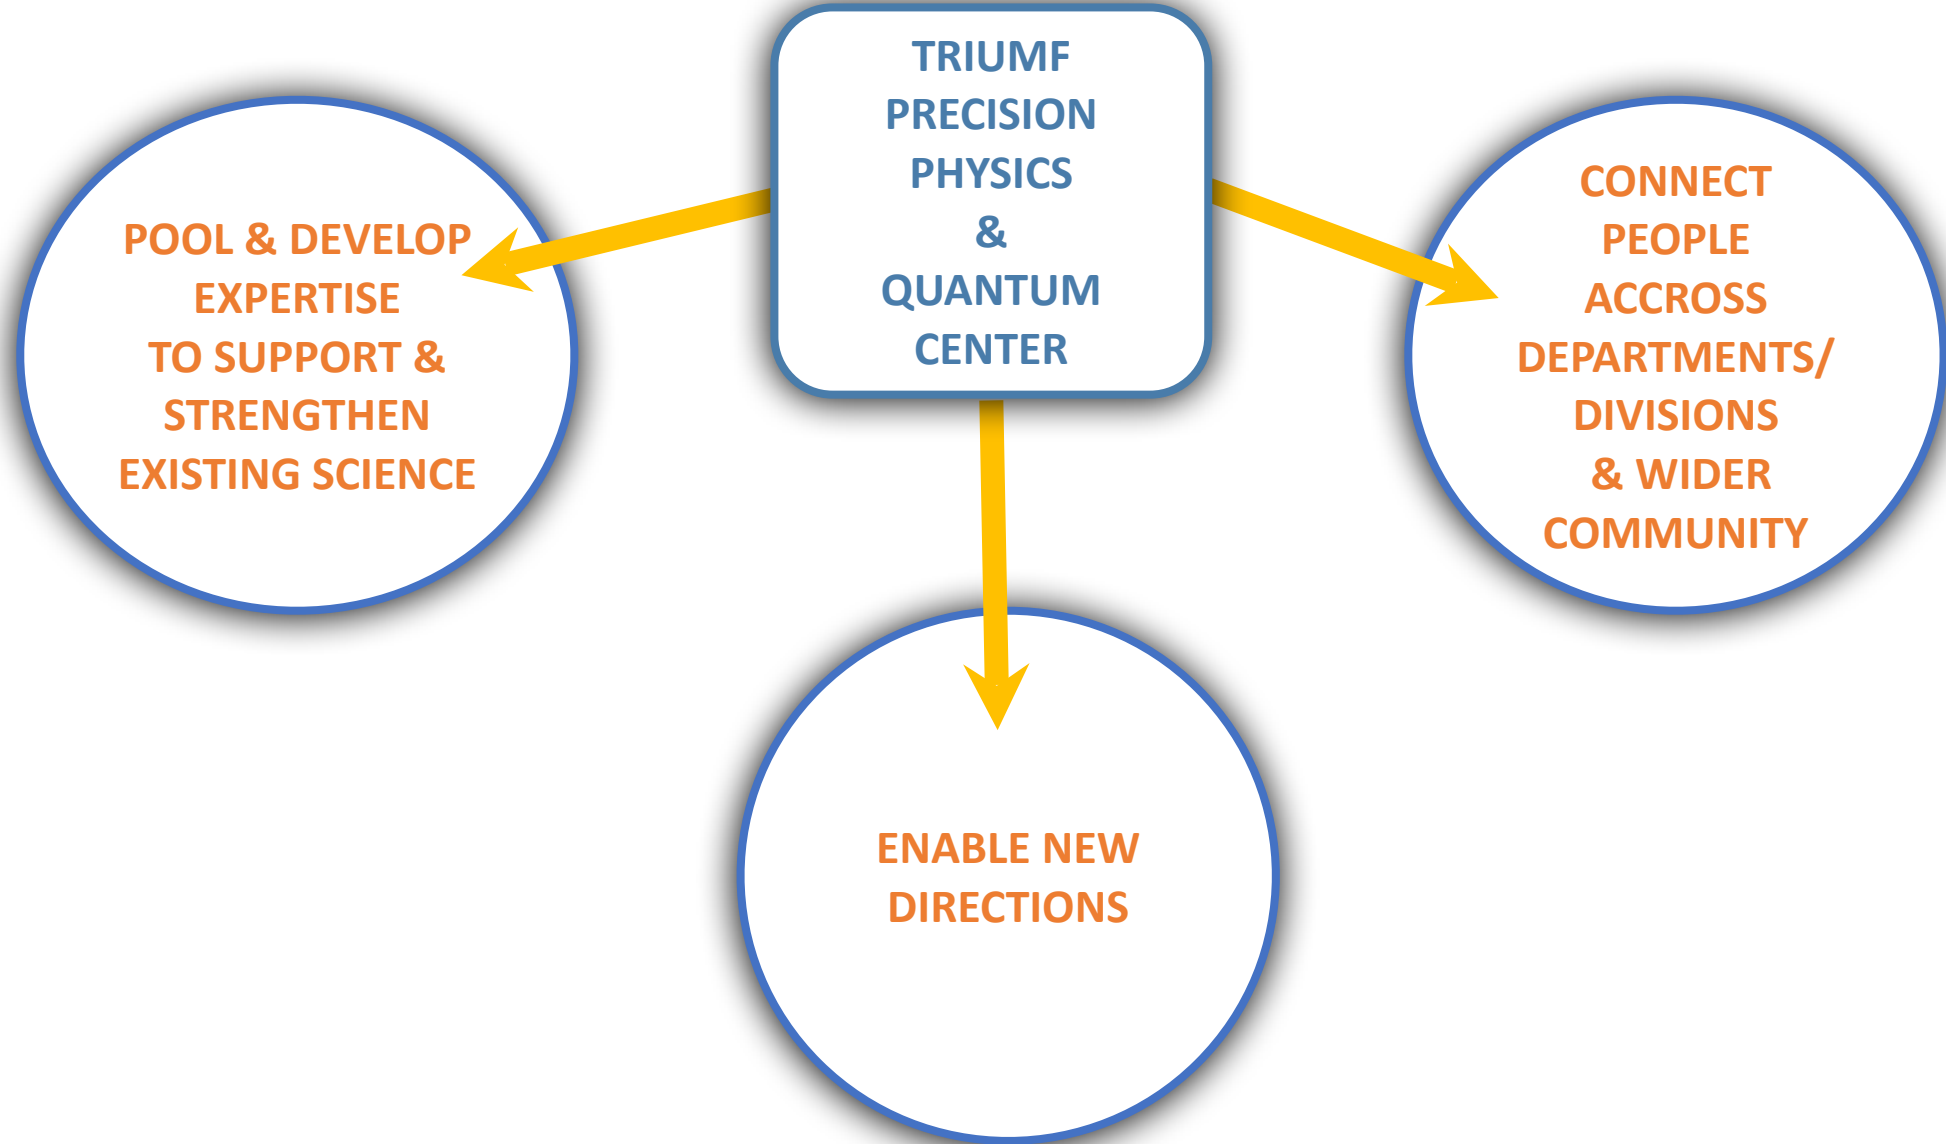 TRIUMF
PRECISION
PHYSICS
&
QUANTUM
CENTER
POOL & DEVELOP
EXPERTISE
TO SUPPORT &
STRENGTHEN
EXISTING SCIENCE
CONNECT
PEOPLE
ACCROSS
DEPARTMENTS/
DIVISIONS
& WIDER
COMMUNITY
ENABLE NEW
DIRECTIONS